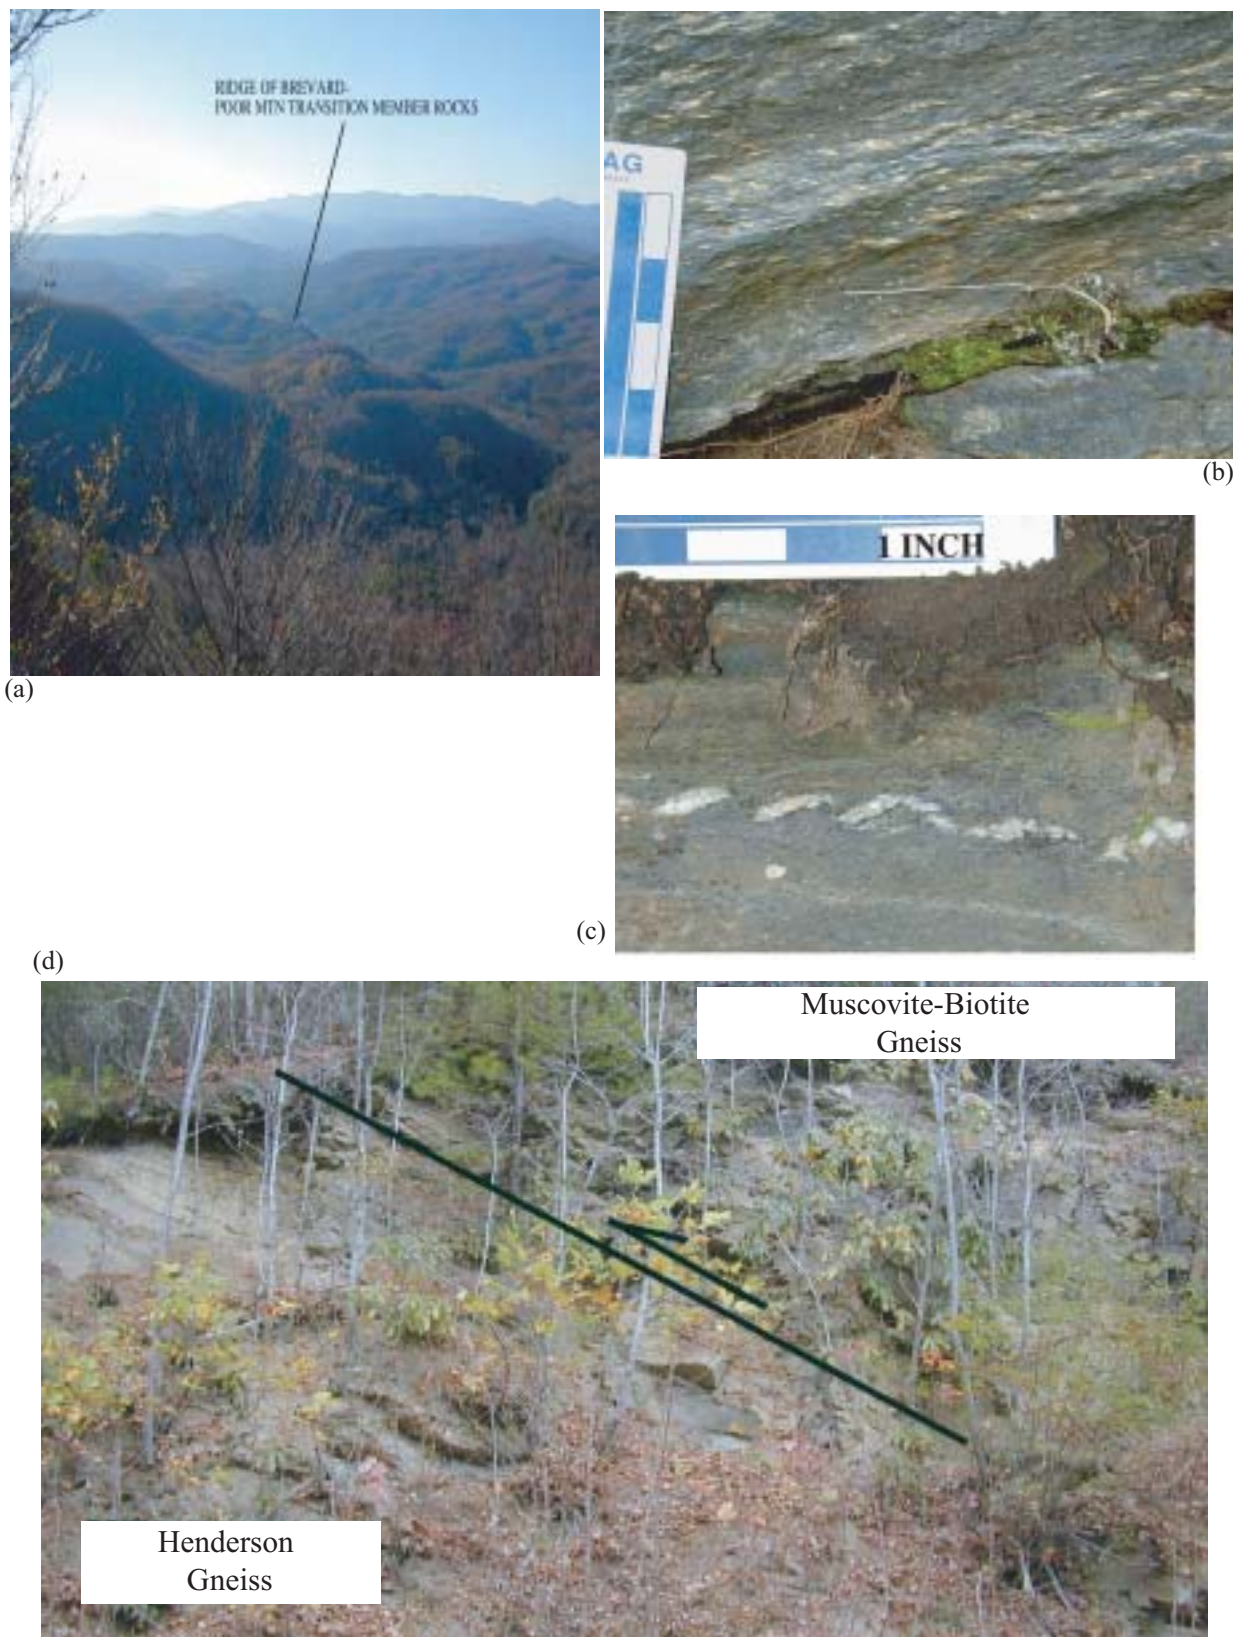 RIDGE OF BREVARD-
POOR MTN TRANSITION MEMBER ROCKS
AG
(b)
(a)
1 INCH
(c)
(d)
Muscovite-Biotite
Gneiss
Henderson
Gneiss